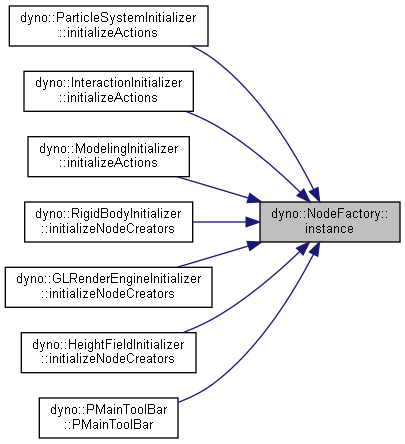 dyno::ParticleSystemInitializer
::initializeActions
dyno::InteractionInitializer
::initializeActions
dyno::ModelingInitializer
::initializeActions
dyno::RigidBodyInitializer
::initializeNodeCreators
dyno::NodeFactory::
instance
dyno::GLRenderEngineInitializer
::initializeNodeCreators
dyno::HeightFieldInitializer
::initializeNodeCreators
dyno::PMainToolBar
::PMainToolBar